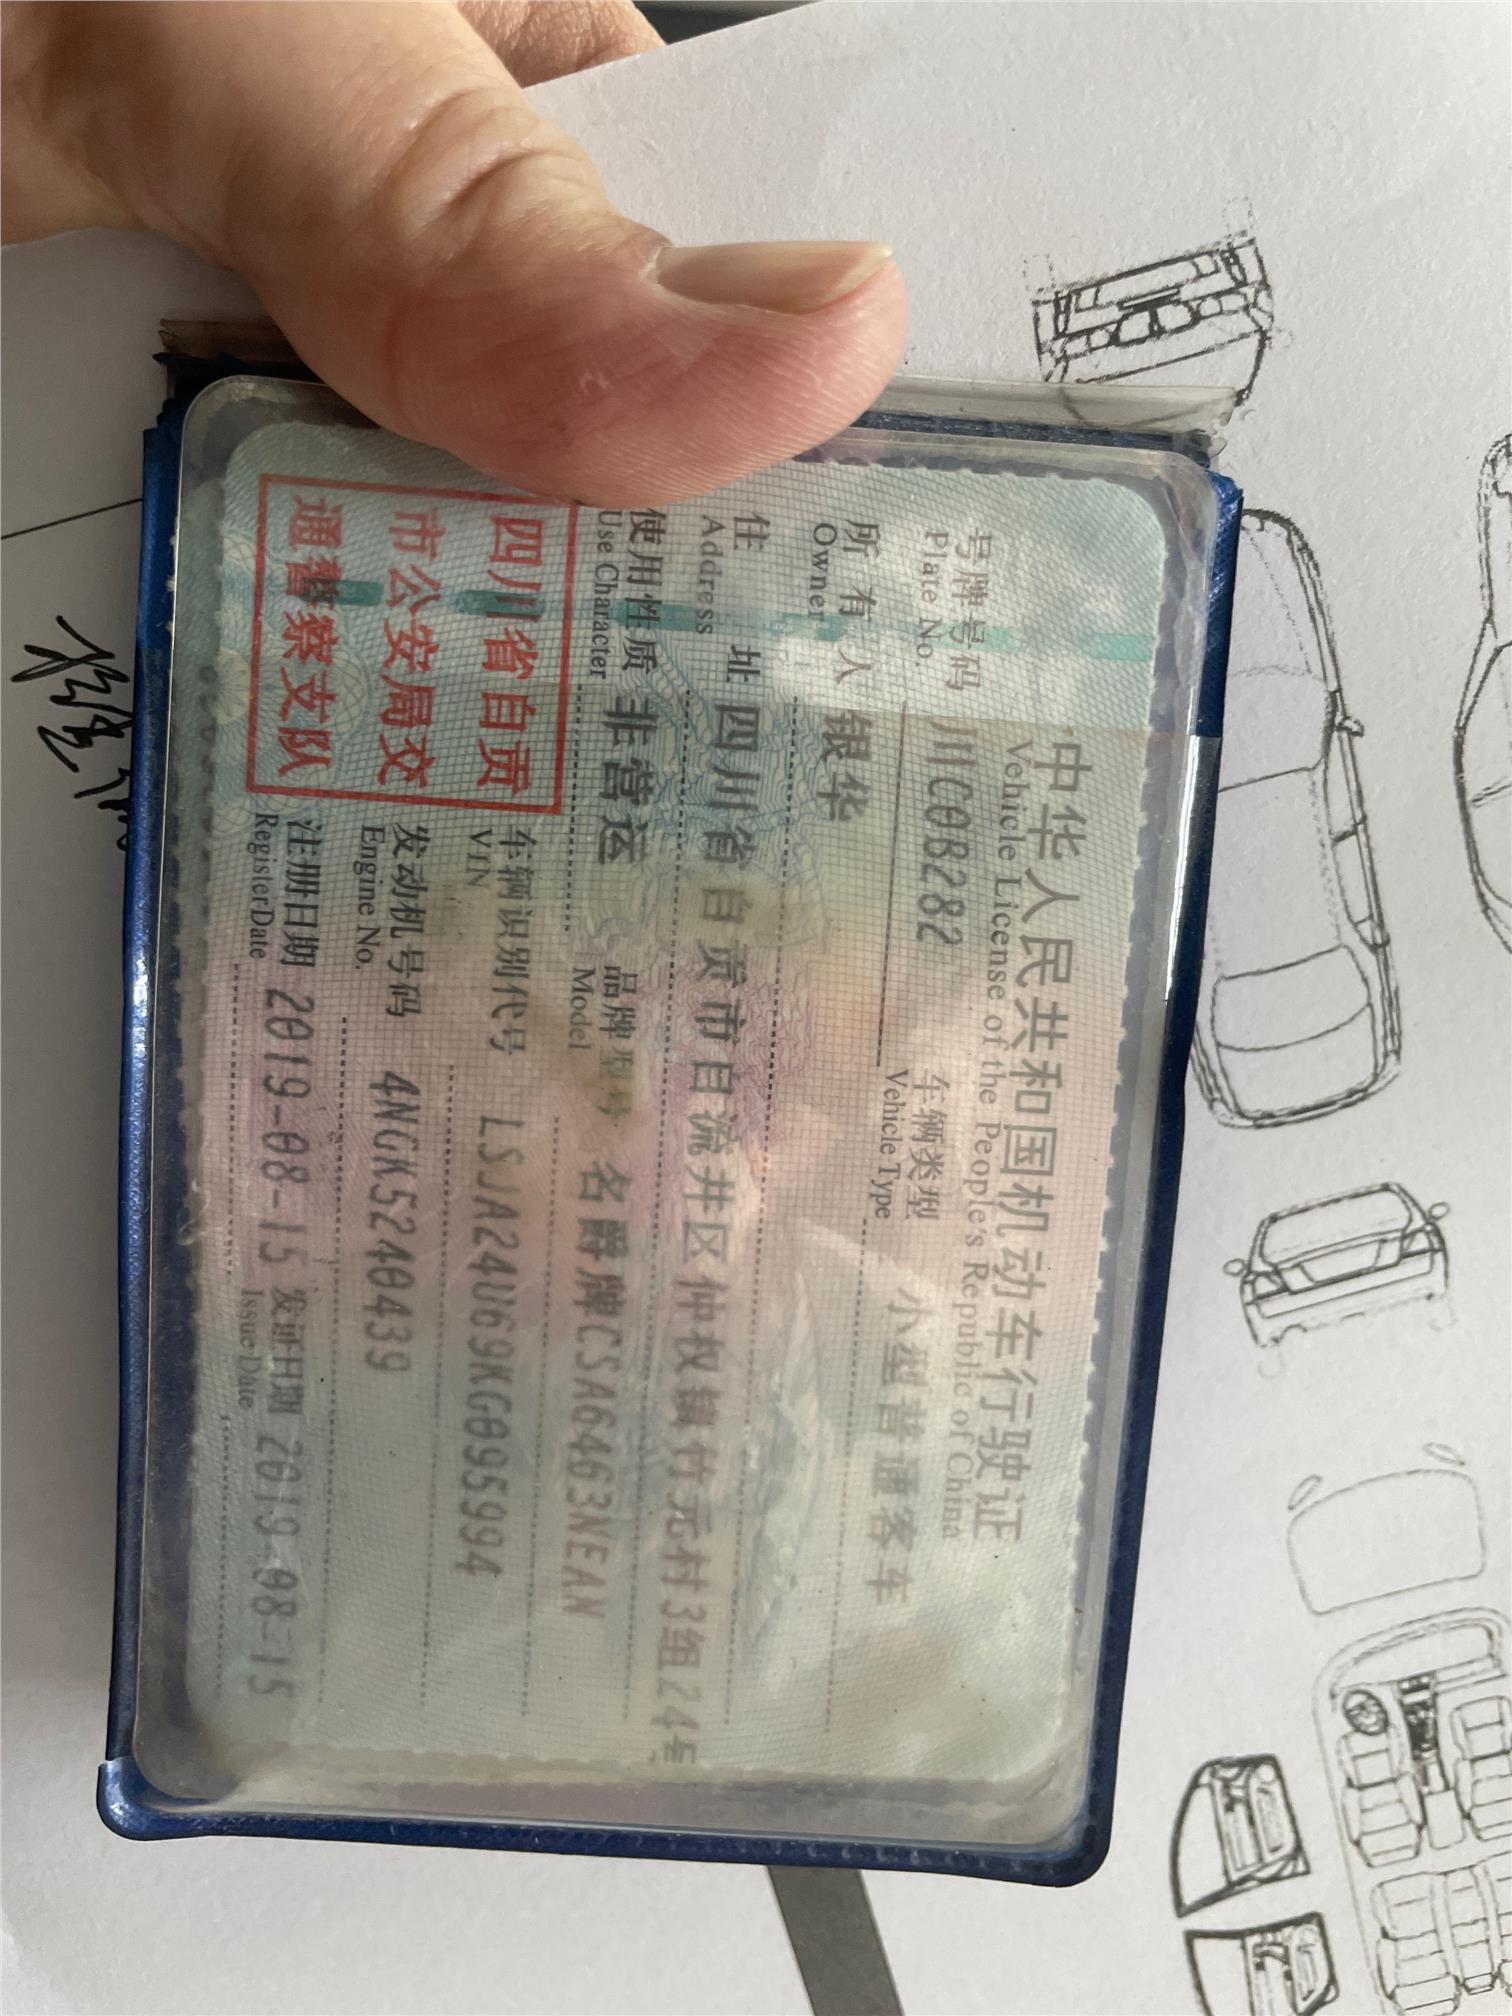 中华人民共和国机动车行驶证
Vehicle License of the People's Republic of China
号牌号码 川C0B282 车辆类型 小型普通客车
Plate No. Vehicle Type
所有人 银华
Owner
住址 四川省自贡市自流井区仲权镇竹元村3组24号
Address
使用性质 非营运 品牌型号 名爵牌CSA6463NEAN
Use Character Model
四川省自贡
市公安局交
通警察支队
车辆识别代号 LSJA24U69KG095994
VIN
发动机号码 4NGK5240439
Engine No.
注册日期 2019-08-15 发证日期 2019-08-15
Register Date Issue Date